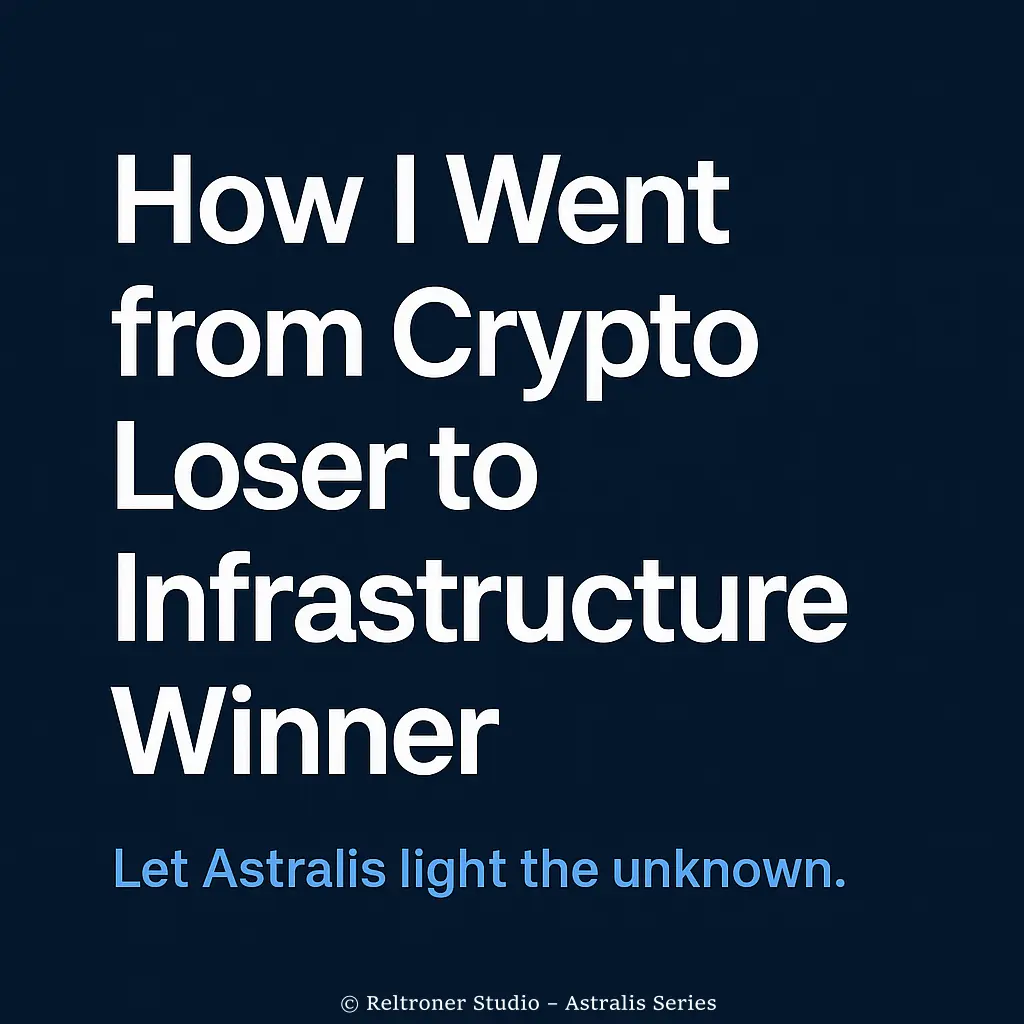 How I Went
from Crypto
Loser to
Infrastructure
Winner
Let Astralis light the unknown.
© Reltroner Studio – Astralis Series